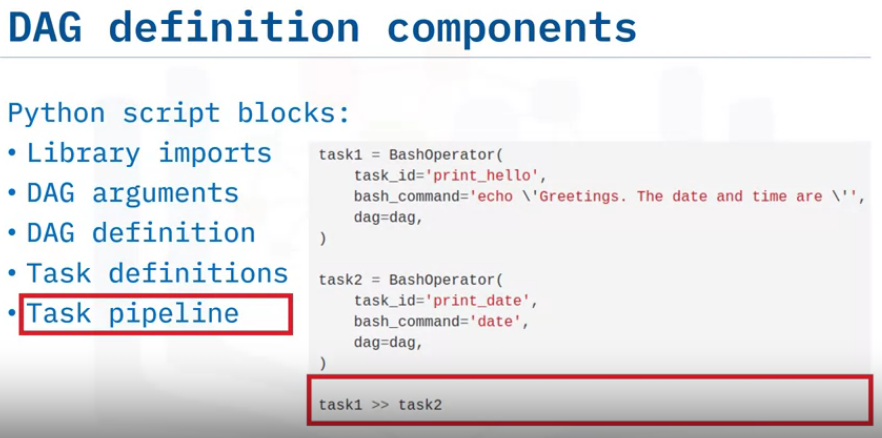 DAG definition components
Python script blocks:
• Library imports
• DAG arguments
• DAG definition
• Task definitions
• Task pipeline
task1 = BashOperator(
    task_id='print_hello',
    bash_command='echo \'Greetings. The date and time are \'',
    dag=dag,
)
task2 = BashOperator(
    task_id='print_date',
    bash_command='date',
    dag=dag,
)
task1 >> task2